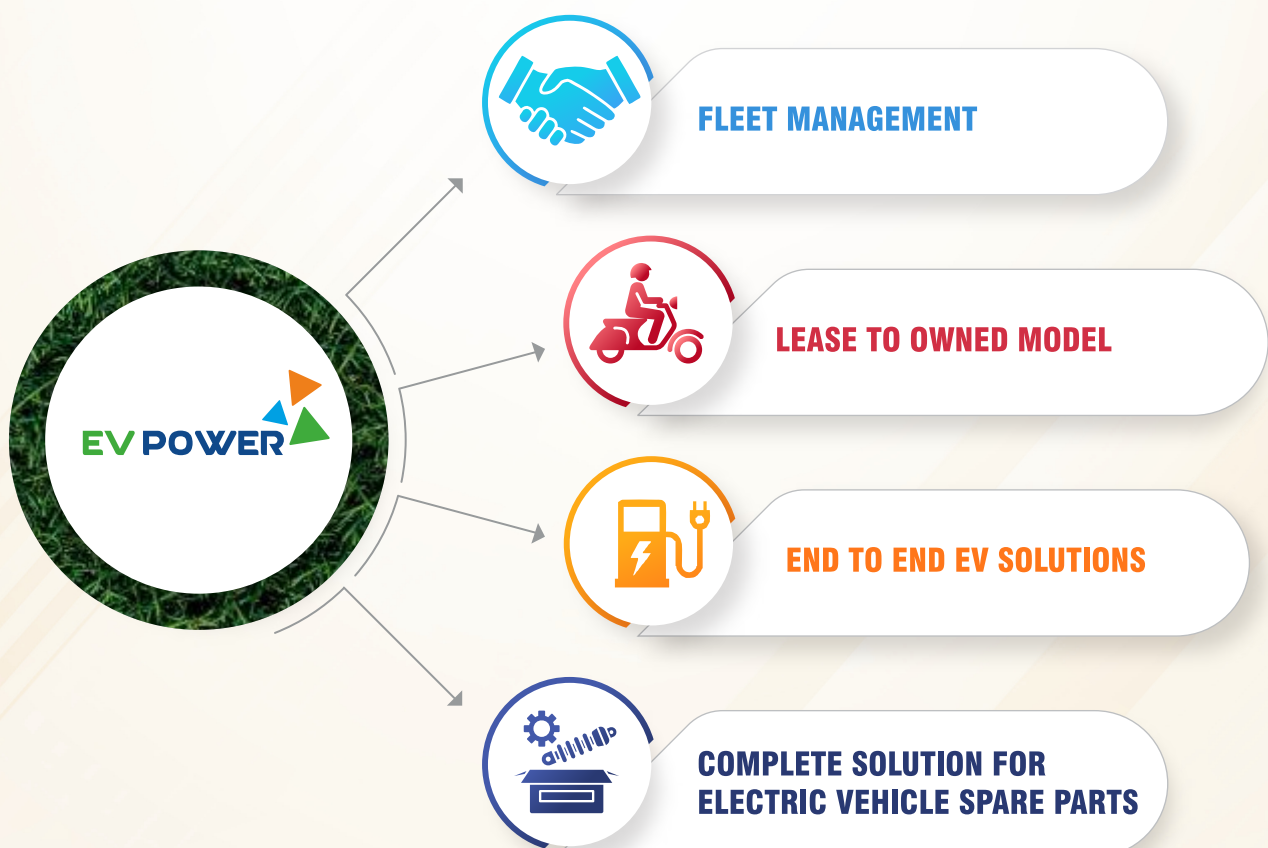 FLEET MANAGEMENT
LEASE TO OWNED MODEL
EV POWER
END TO END EV SOLUTIONS
COMPLETE SOLUTION FOR
ELECTRIC VEHICLE SPARE PARTS